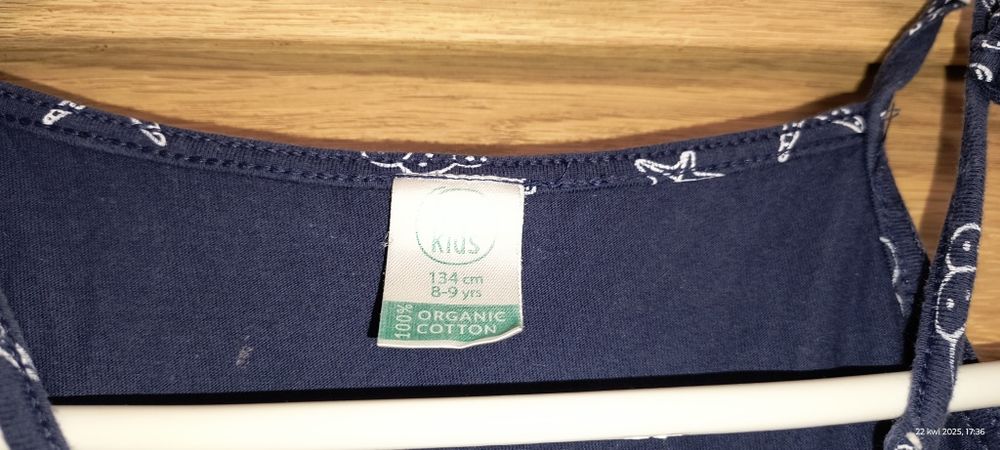 kids
134 cm
8-9 yrs
100% ORGANIC
COTTON
22 kwi 2025, 17:36